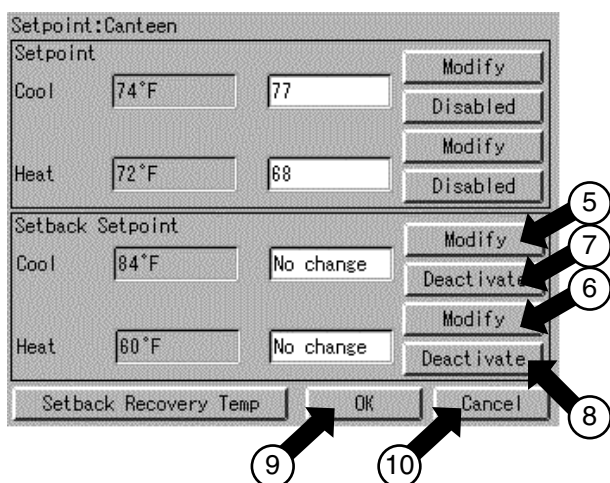 Setpoint:Canteen
Setpoint
Modify
Cool 74°F 77
Disabled
Modify
Heat 72°F 68
Disabled
5
Setback Setpoint
Modify
7
Cool 84°F No change
Deactivate
6
Modify
Heat 60°F No change
Deactivate
Setback Recovery Temp OK Cancel
8
9 10